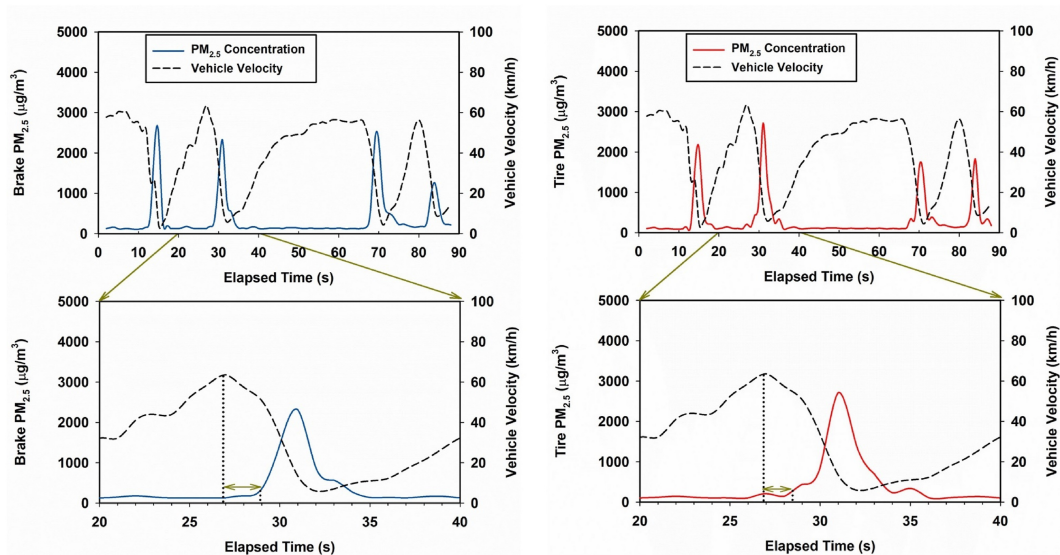 PM2.5 Concentration
Vehicle Velocity
Brake PM2.5 (μg/m3)
5000
4000
3000
2000
1000
0
100
80
60
40
20
0
Vehicle Velocity (km/h)
0 10 20 30 40 50 60 70 80 90
Elapsed Time (s)
PM2.5 Concentration
Vehicle Velocity
Tire PM2.5 (μg/m3)
5000
4000
3000
2000
1000
0
100
80
60
40
20
0
Vehicle Velocity (km/h)
0 10 20 30 40 50 60 70 80 90
Elapsed Time (s)
Brake PM2.5 (μg/m3)
5000
4000
3000
2000
1000
0
100
80
60
40
20
0
Vehicle Velocity (km/h)
20 25 30 35 40
Elapsed Time (s)
Tire PM2.5 (μg/m3)
5000
4000
3000
2000
1000
0
100
80
60
40
20
0
Vehicle Velocity (km/h)
20 25 30 35 40
Elapsed Time (s)